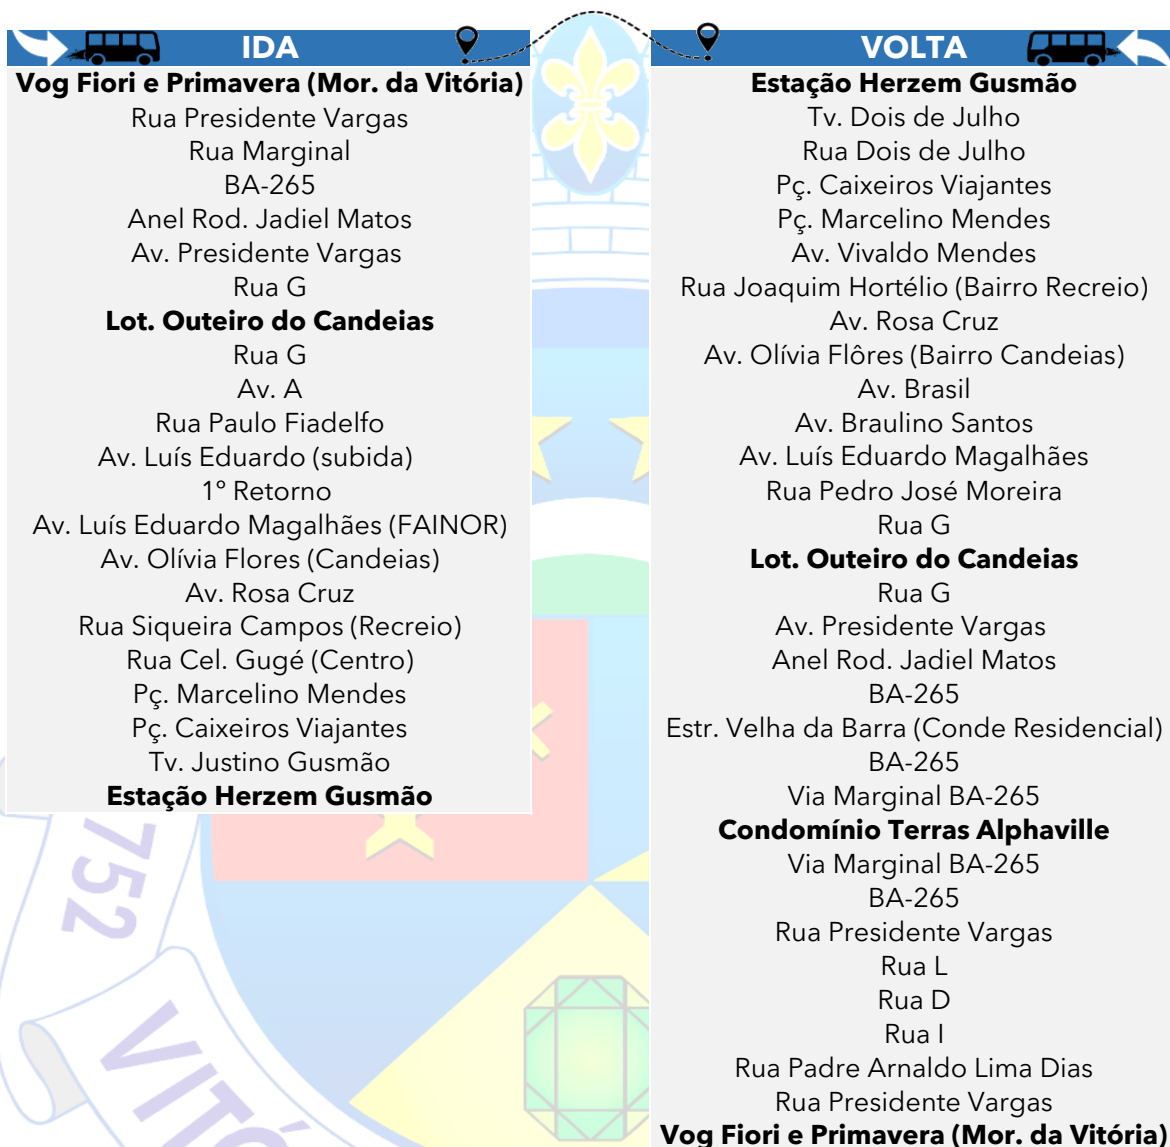 IDA
Vog Fiori e Primavera (Mor. da Vitória)
Rua Presidente Vargas
Rua Marginal
BA-265
Anel Rod. Jadiel Matos
Av. Presidente Vargas
Rua G
Lot. Outeiro do Candeias
Rua G
Av. A
Rua Paulo Fiadelfo
Av. Luís Eduardo (subida)
1º Retorno
Av. Luís Eduardo Magalhães (FAINOR)
Av. Olívia Flores (Candeias)
Av. Rosa Cruz
Rua Siqueira Campos (Recreio)
Rua Cel. Gugé (Centro)
Pç. Marcelino Mendes
Pç. Caixeiros Viajantes
Tv. Justino Gusmão
Estação Herzem Gusmão
VOLTA
Estação Herzem Gusmão
Tv. Dois de Julho
Rua Dois de Julho
Pç. Caixeiros Viajantes
Pç. Marcelino Mendes
Av. Vivaldo Mendes
Rua Joaquim Hortélio (Bairro Recreio)
Av. Rosa Cruz
Av. Olívia Flôres (Bairro Candeias)
Av. Brasil
Av. Braulino Santos
Av. Luís Eduardo Magalhães
Rua Pedro José Moreira
Rua G
Lot. Outeiro do Candeias
Rua G
Av. Presidente Vargas
Anel Rod. Jadiel Matos
BA-265
Estr. Velha da Barra (Conde Residencial)
BA-265
Via Marginal BA-265
Condomínio Terras Alphaville
Via Marginal BA-265
BA-265
Rua Presidente Vargas
Rua L
Rua D
Rua I
Rua Padre Arnaldo Lima Dias
Rua Presidente Vargas
Vog Fiori e Primavera (Mor. da Vitória)
752
VITÓ